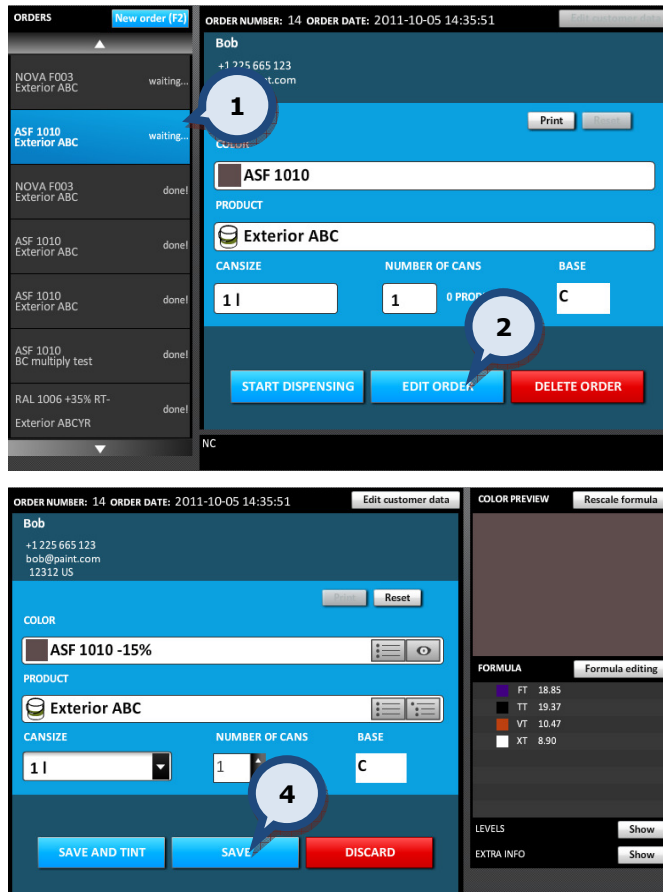 ORDERS New order (F2)
NOVA F003 waiting...
Exterior ABC
ASF 1010 waiting...
Exterior ABC
NOVA F003 done!
Exterior ABC
ASF 1010 done!
Exterior ABC
ASF 1010 done!
Exterior ABC
ASF 1010 done!
BC multiply test
RAL 1006 +35% RT- done!
Exterior ABCYR
ORDER NUMBER: 14 ORDER DATE: 2011-10-05 14:35:51 Edit customer data
Bob
+1 225 665 123
t.com
1
Print Reset
COLOR
ASF 1010
PRODUCT
Exterior ABC
CANSIZE NUMBER OF CANS BASE
1 l 1 0 PROD C
2
START DISPENSING EDIT ORDER DELETE ORDER
NC
ORDER NUMBER: 14 ORDER DATE: 2011-10-05 14:35:51 Edit customer data
Bob
+1 225 665 123
bob@paint.com
12312 US
Print Reset
COLOR
ASF 1010 -15%
PRODUCT
Exterior ABC
CANSIZE NUMBER OF CANS BASE
1 l 1 C
4
SAVE AND TINT SAVE DISCARD
COLOR PREVIEW Rescale formula
FORMULA Formula editing
FT 18.85
TT 19.37
VT 10.47
XT 8.90
LEVELS Show
EXTRA INFO Show